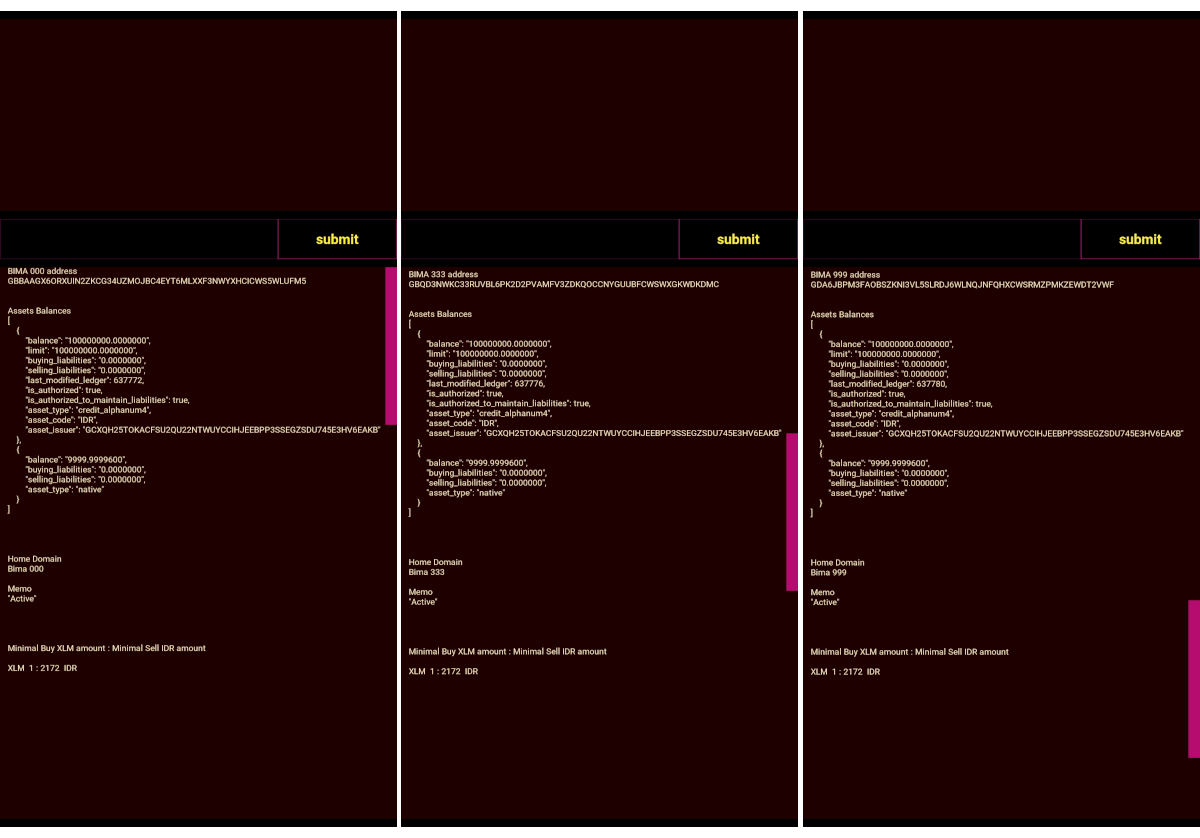 submit
BIMA 000 address
GBBAAGX6ORXUIN2ZKCG34UZMOJBC4EYT6MLXXF3NWYXHCICWS5WLUFM5
Assets Balances
[
{
"balance": "100000000.0000000",
"limit": "100000000.0000000",
"buying_liabilities": "0.0000000",
"selling_liabilities": "0.0000000",
"last_modified_ledger": 637772,
"is_authorized": true,
"is_authorized_to_maintain_liabilities": true,
"asset_type": "credit_alphanum4",
"asset_code": "IDR",
"asset_issuer": "GCXQH25TOKACFSU2QU22NTWUYCCIHJEEBPP3SSEGZSDU745E3HV6EAKB"
},
{
"balance": "9999.9999600",
"buying_liabilities": "0.0000000",
"selling_liabilities": "0.0000000",
"asset_type": "native"
}
]
Home Domain
Bima 000
Memo
"Active"
Minimal Buy XLM amount : Minimal Sell IDR amount
XLM 1 : 2172 IDR
submit
BIMA 333 address
GBQD3NWKC33RUVBL6PK2D2PVAMFV3ZDKQOCCNYGUUBFCWSWXGKWDKDMC
Assets Balances
[
{
"balance": "100000000.0000000",
"limit": "100000000.0000000",
"buying_liabilities": "0.0000000",
"selling_liabilities": "0.0000000",
"last_modified_ledger": 637776,
"is_authorized": true,
"is_authorized_to_maintain_liabilities": true,
"asset_type": "credit_alphanum4",
"asset_code": "IDR",
"asset_issuer": "GCXQH25TOKACFSU2QU22NTWUYCCIHJEEBPP3SSEGZSDU745E3HV6EAKB"
},
{
"balance": "9999.9999600",
"buying_liabilities": "0.0000000",
"selling_liabilities": "0.0000000",
"asset_type": "native"
}
]
Home Domain
Bima 333
Memo
"Active"
Minimal Buy XLM amount : Minimal Sell IDR amount
XLM 1 : 2172 IDR
submit
BIMA 999 address
GDA6JBPM3FAOBSZKNI3VL5SLRDJ6WLNQJNFQHXCWSRMZPMKZEWDT2VWF
Assets Balances
[
{
"balance": "100000000.0000000",
"limit": "100000000.0000000",
"buying_liabilities": "0.0000000",
"selling_liabilities": "0.0000000",
"last_modified_ledger": 637780,
"is_authorized": true,
"is_authorized_to_maintain_liabilities": true,
"asset_type": "credit_alphanum4",
"asset_code": "IDR",
"asset_issuer": "GCXQH25TOKACFSU2QU22NTWUYCCIHJEEBPP3SSEGZSDU745E3HV6EAKB"
},
{
"balance": "9999.9999600",
"buying_liabilities": "0.0000000",
"selling_liabilities": "0.0000000",
"asset_type": "native"
}
]
Home Domain
Bima 999
Memo
"Active"
Minimal Buy XLM amount : Minimal Sell IDR amount
XLM 1 : 2172 IDR